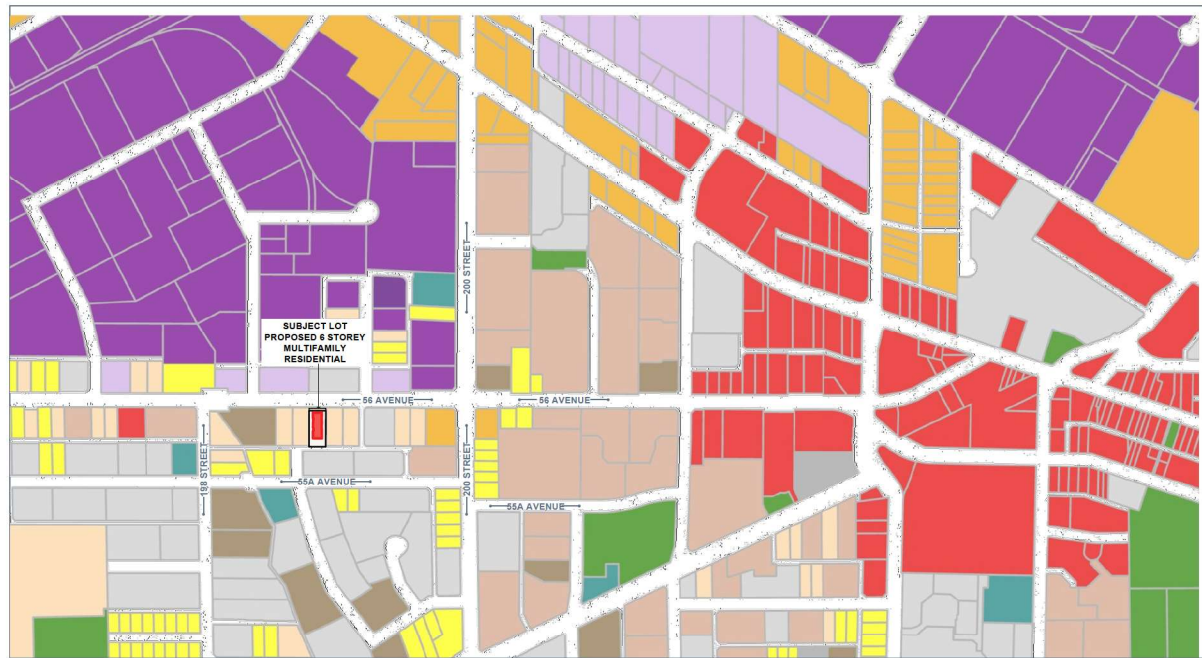 200 STREET
SUBJECT LOT
PROPOSED 6 STOREY
MULTIFAMILY
RESIDENTIAL
56 AVENUE
56 AVENUE
198 STREET
200 STREET
55A AVENUE
55A AVENUE